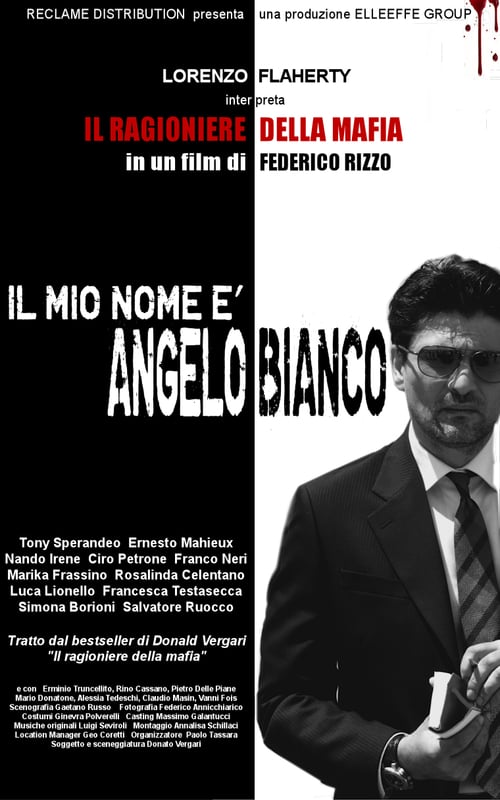 RECLAME DISTRIBUTION presenta una produzione ELLEEFFE GROUP
LORENZO FLAHERTY
interpreta
IL RAGIONIERE DELLA MAFIA
in un film di FEDERICO RIZZO
IL MIO NOME E'
ANGELO BIANCO
Tony Sperandeo Ernesto Mahieux
Nando Irene Ciro Petrone Franco Neri
Marika Frassino Rosalinda Celentano
Luca Lionello Francesca Testasecca
Simona Borioni Salvatore Ruocco
Tratto dal bestseller di Donald Vergari
"Il ragioniere della mafia"
e con Erminio Truncellito, Rino Cassano, Pietro Delle Piane
Mario Donatone, Alessia Tedeschi, Claudio Masin, Vanni Fois
Scenografia Gaetano Russo Fotografia Federico Annicchiarico
Costumi Ginevra Polverelli Casting Massimo Galantucci
Musiche originali Luigi Seviroli Montaggio Annalisa Schillaci
Location Manager Geo Coretti Organizzatore Paolo Tassara
Soggetto e sceneggiatura Donato Vergari